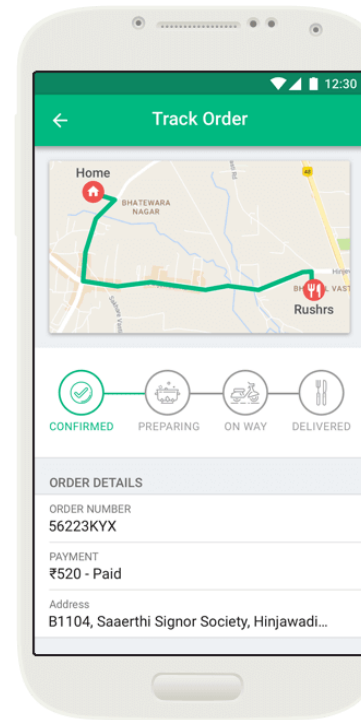 12:30
Track Order
Home
BHATEWARA
NAGAR
Rushrs
CONFIRMED
PREPARING
ON WAY
DELIVERED
ORDER DETAILS
ORDER NUMBER
56223KYX
PAYMENT
₹520 - Paid
Address
B1104, Saaerthi Signor Society, Hinjawadi...